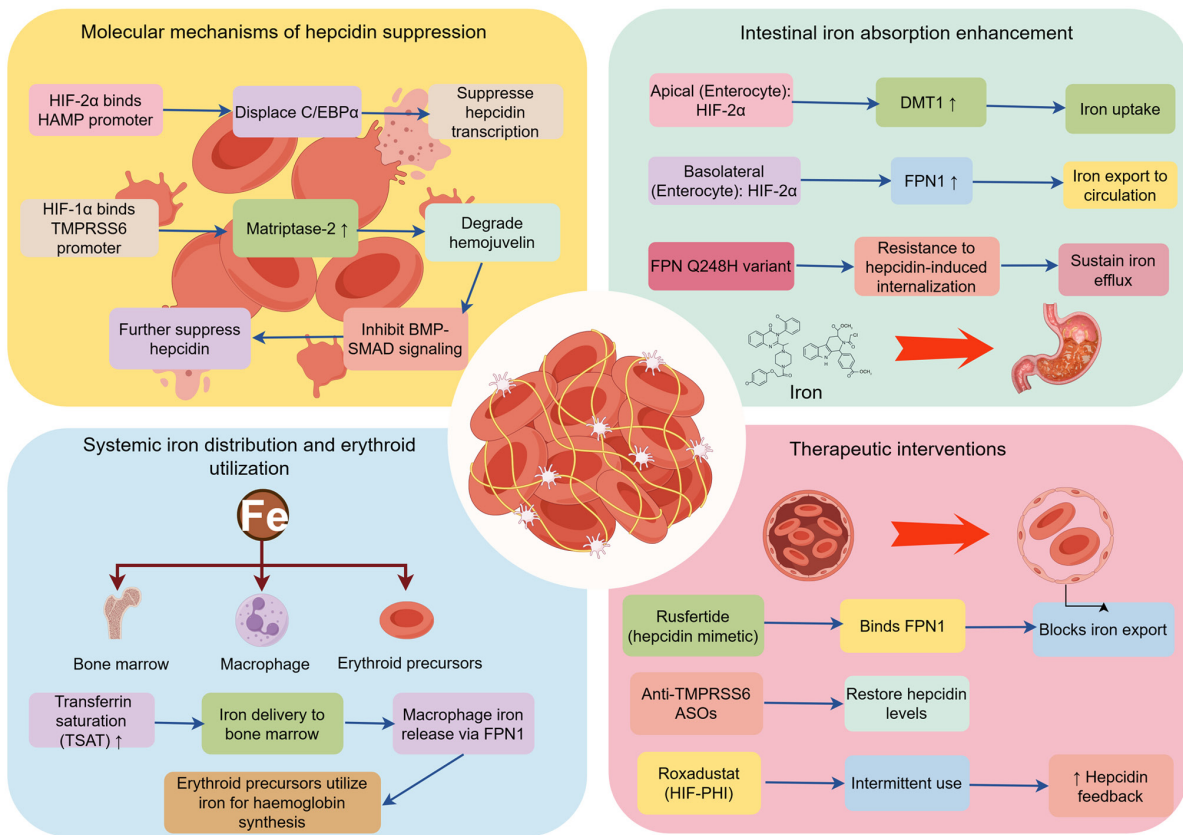 Molecular mechanisms of hepcidin suppression
HIF-2α binds
HAMP promoter
Displace C/EBPα
Suppresse
hepcidin
transcription
HIF-1α binds
TMPRSS6
promoter
Matriptase-2 ↑
Degrade
hemojuvelin
Further suppress
hepcidin
Inhibit BMP-
SMAD signaling
Intestinal iron absorption enhancement
Apical (Enterocyte):
HIF-2α
DMT1 ↑
Iron uptake
Basolateral
(Enterocyte): HIF-2α
FPN1 ↑
Iron export to
circulation
FPN Q248H variant
Resistance to
hepcidin-induced
internalization
Sustain iron
efflux
Iron
Systemic iron distribution and erythroid
utilization
Fe
Bone marrow
Macrophage
Erythroid precursors
Transferrin
saturation
(TSAT) ↑
Iron delivery to
bone marrow
Macrophage iron
release via FPN1
Erythroid precursors utilize
iron for haemoglobin
synthesis
Therapeutic interventions
Rusfertide
(hepcidin mimetic)
Binds FPN1
Blocks iron export
Anti-TMPRSS6
ASOs
Restore hepcidin
levels
Roxadustat
(HIF-PHI)
Intermittent use
↑ Hepcidin
feedback